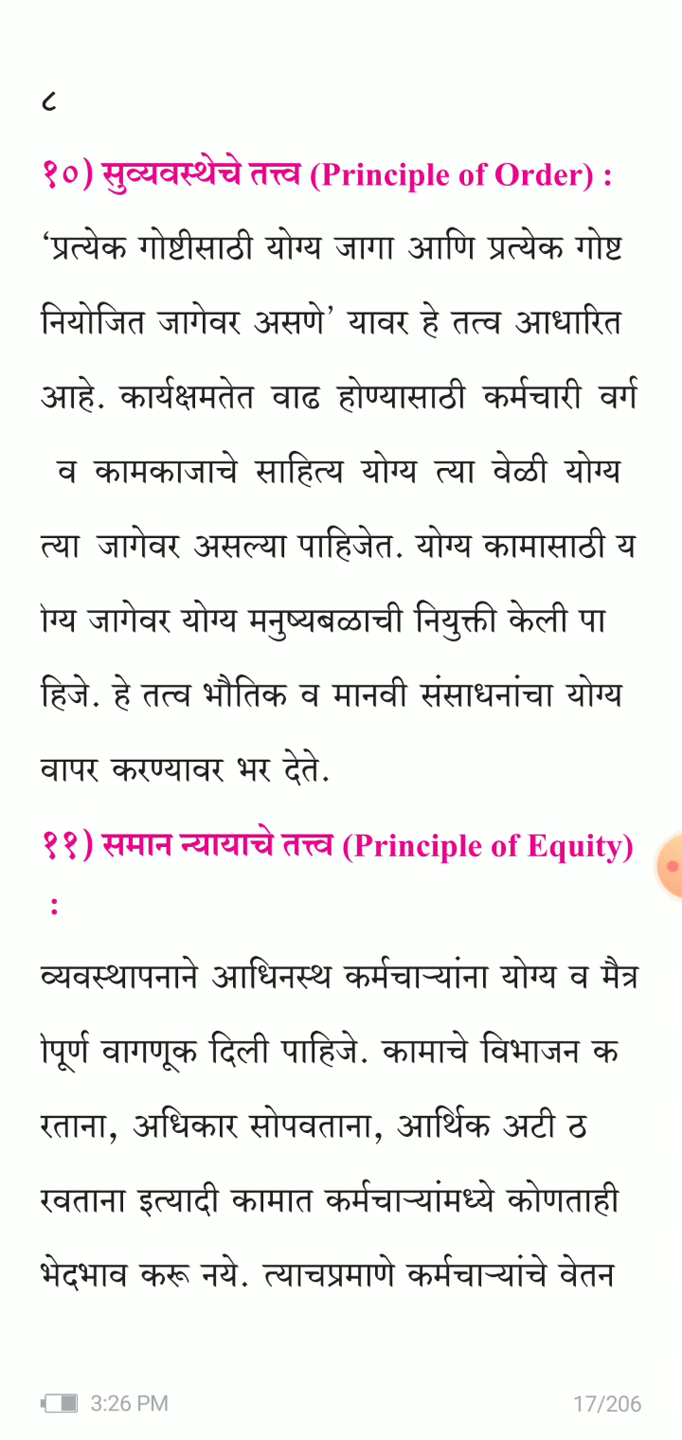 ८
१०) सुव्यवस्थेचे तत्त्व (Principle of Order) :
‘प्रत्येक गोष्टीसाठी योग्य जागा आणि प्रत्येक गोष्ट
नियोजित जागेवर असणे’ यावर हे तत्व आधारित
आहे. कार्यक्षमतेत वाढ होण्यासाठी कर्मचारी वर्ग
व कामकाजाचे साहित्य योग्य त्या वेळी योग्य
त्या जागेवर असल्या पाहिजेत. योग्य कामासाठी य
ोग्य जागेवर योग्य मनुष्यबळाची नियुक्ती केली पा
हिजे. हे तत्व भौतिक व मानवी संसाधनांचा योग्य
वापर करण्यावर भर देते.
११) समान न्यायाचे तत्त्व (Principle of Equity)
:
व्यवस्थापनाने आधिनस्थ कर्मचाऱ्यांना योग्य व मैत्र
ीपूर्ण वागणूक दिली पाहिजे. कामाचे विभाजन क
रताना, अधिकार सोपवताना, आर्थिक अटी ठ
रवताना इत्यादी कामात कर्मचाऱ्यांमध्ये कोणताही
भेदभाव करू नये. त्याचप्रमाणे कर्मचाऱ्यांचे वेतन
3:26 PM 17/206